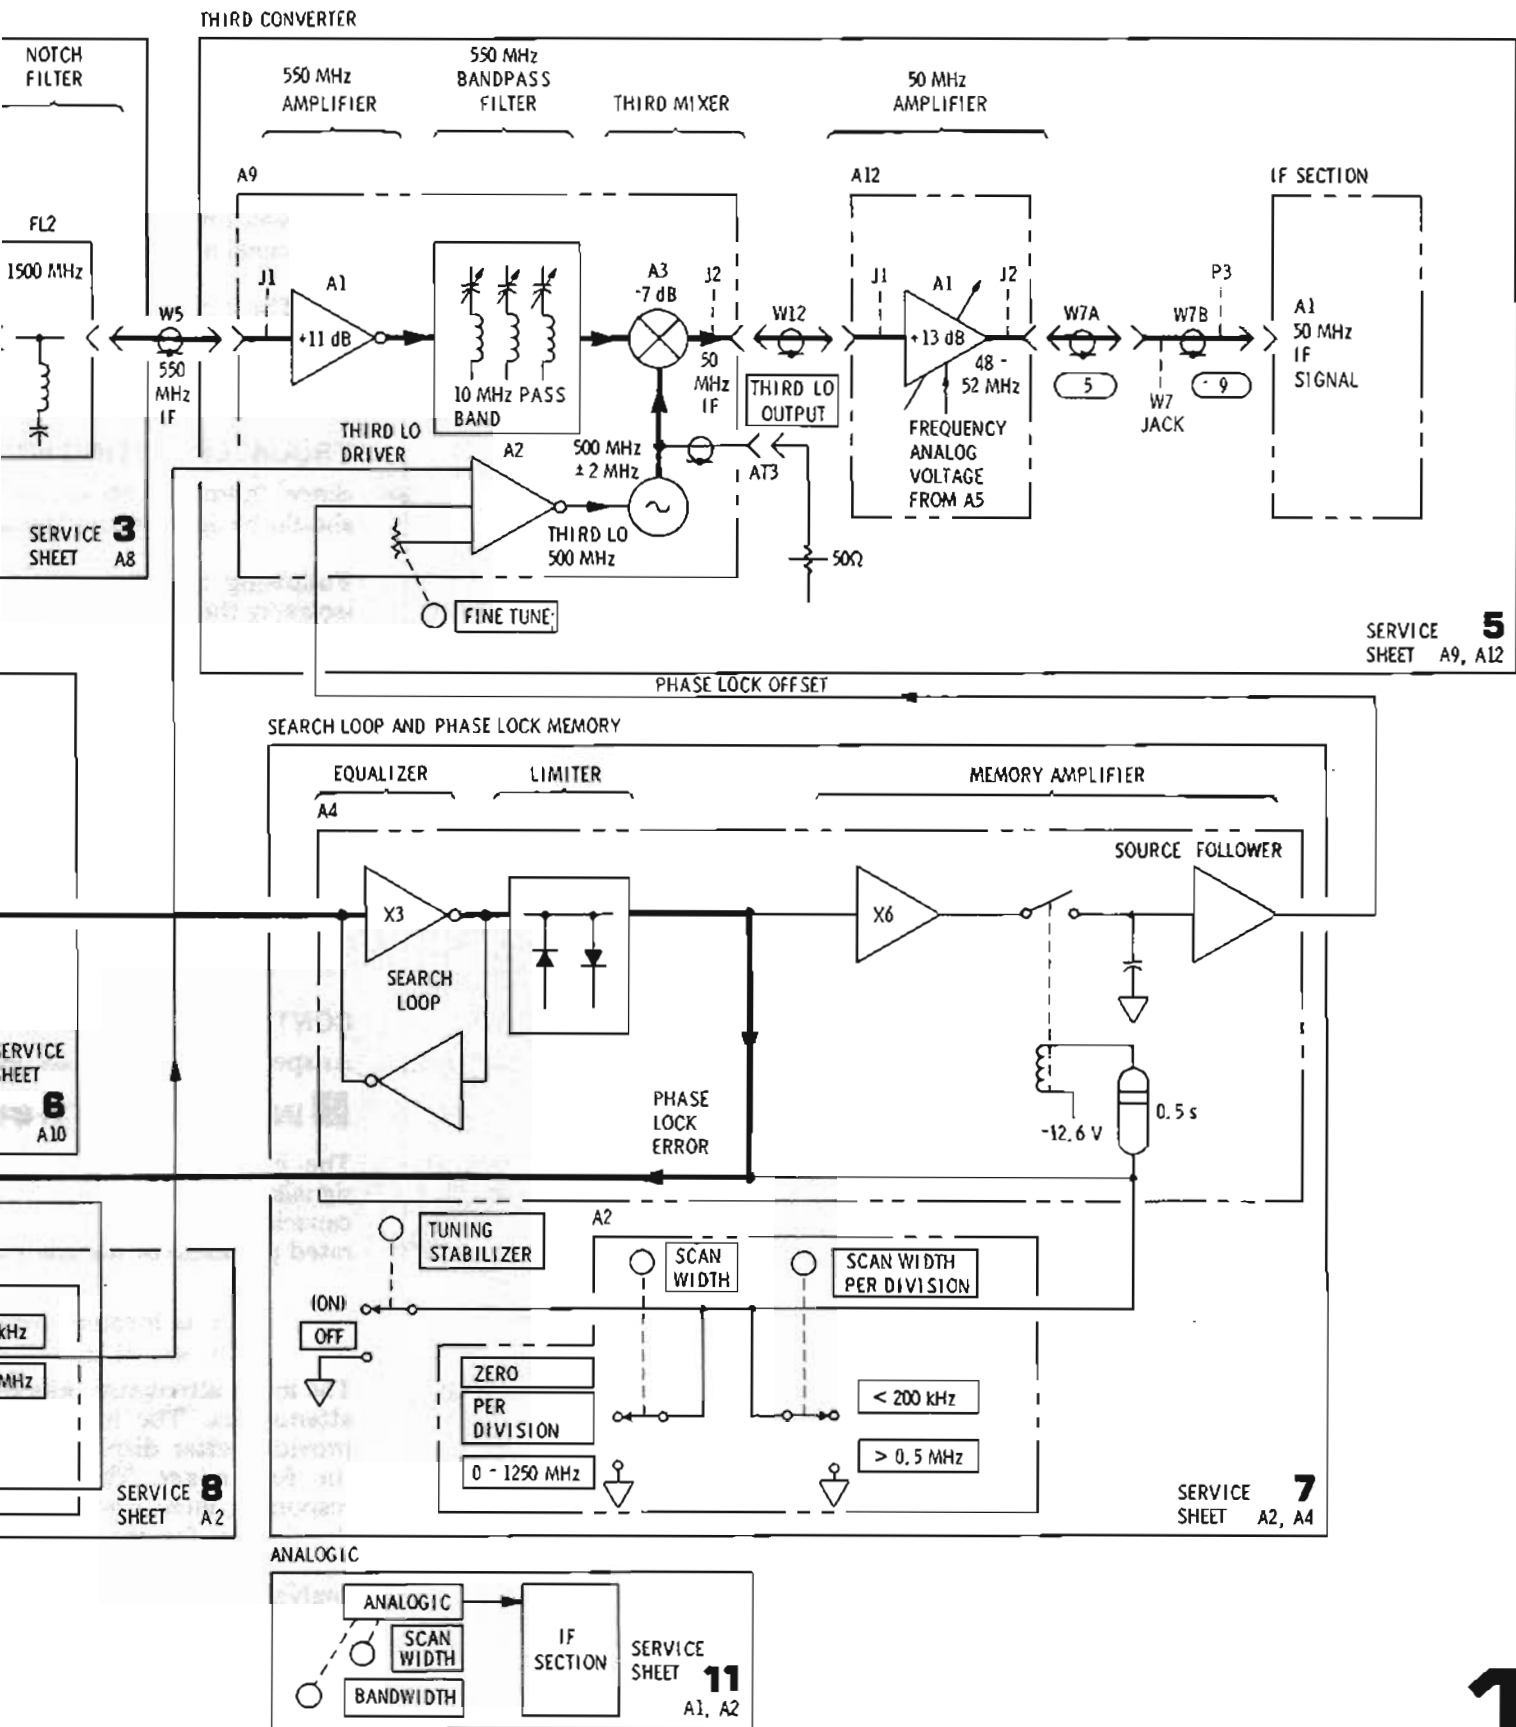 THIRD CONVERTER
NOTCH
FILTER
550 MHz
AMPLIFIER
550 MHz
BANDPASS
FILTER
THIRD MIXER
50 MHz
AMPLIFIER
A9
A12
IF SECTION
FL2
1500 MHz
J1
A1
+11 dB
W5
550
MHz
IF
10 MHz PASS
BAND
A3
-7 dB
J2
50
MHz
IF
W12
THIRD LO
OUTPUT
J1
A1
J2
+13 dB
48 -
52 MHz
FREQUENCY
ANALOG
VOLTAGE
FROM A5
W7A
5
W7B
9
P3
W7
JACK
A1
50 MHz
IF
SIGNAL
THIRD LO
DRIVER
A2
500 MHz
± 2 MHz
AT3
THIRD LO
500 MHz
50Ω
FINE TUNE
SERVICE 3
SHEET A8
SERVICE 5
SHEET A9, A12
PHASE LOCK OFFSET
SEARCH LOOP AND PHASE LOCK MEMORY
EQUALIZER
LIMITER
MEMORY AMPLIFIER
A4
SOURCE FOLLOWER
X3
X6
SEARCH
LOOP
PHASE
LOCK
ERROR
-12.6 V
0.5 s
ERVICE
HEET
6
A10
A2
TUNING
STABILIZER
SCAN
WIDTH
SCAN WIDTH
PER DIVISION
(ON)
OFF
ZERO
PER
DIVISION
0 - 1250 MHz
< 200 kHz
> 0.5 MHz
kHz
MHz
SERVICE 8
SHEET A2
SERVICE 7
SHEET A2, A4
ANALOGIC
ANALOGIC
SCAN
WIDTH
BANDWIDTH
IF
SECTION
SERVICE
SHEET 11
A1, A2
1